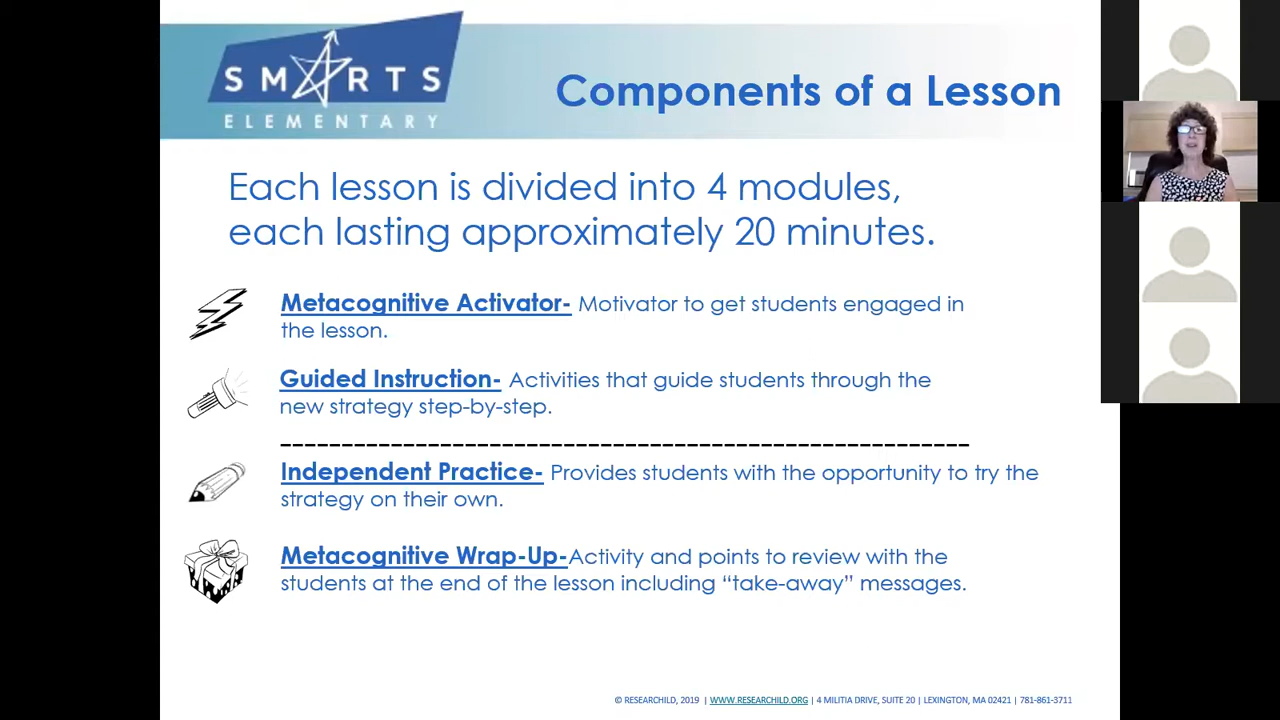 SMARTS
ELEMENTARY
Components of a Lesson
Each lesson is divided into 4 modules,
each lasting approximately 20 minutes.
Metacognitive Activator- Motivator to get students engaged in
the lesson.
Guided Instruction- Activities that guide students through the
new strategy step-by-step.
Independent Practice- Provides students with the opportunity to try the
strategy on their own.
Metacognitive Wrap-Up-Activity and points to review with the
students at the end of the lesson including “take-away” messages.
© RESEARCHILD, 2019 | WWW.RESEARCHILD.ORG | 4 MILITIA DRIVE, SUITE 20 | LEXINGTON, MA 02421 | 781-861-3711